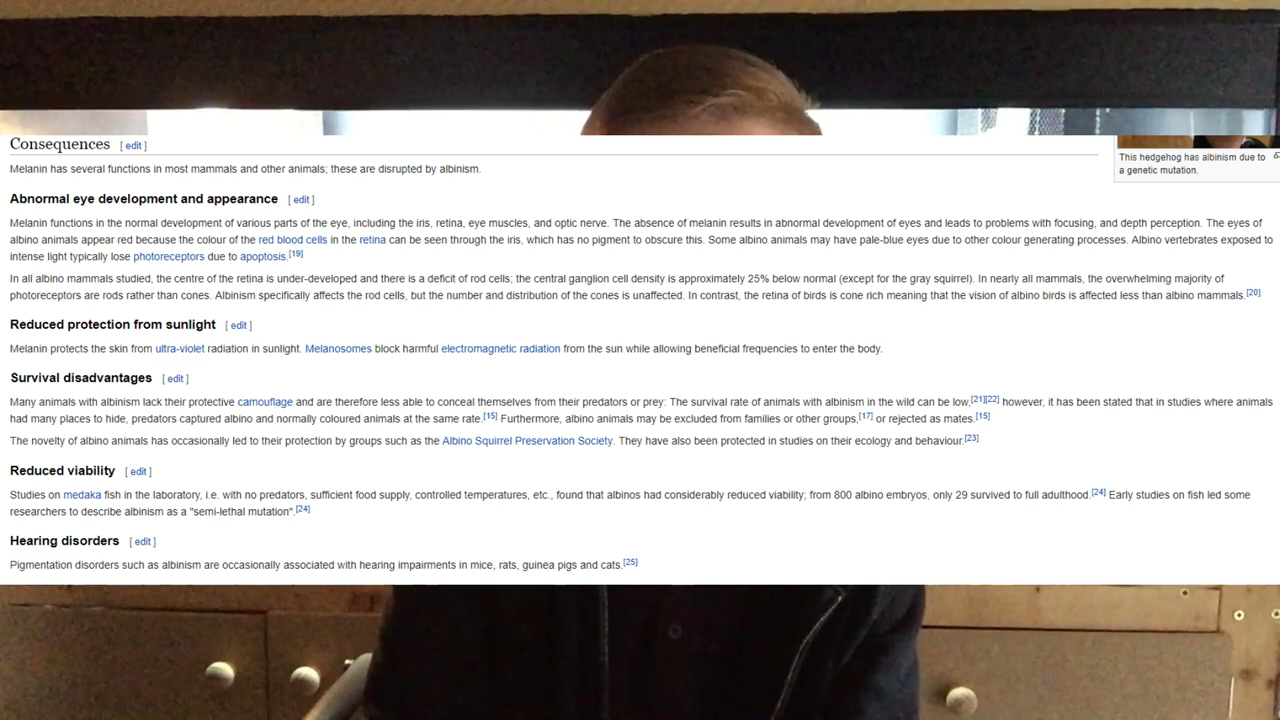 Consequences [ edit ]
This hedgehog has albinism due to
a genetic mutation.
Melanin has several functions in most mammals and other animals; these are disrupted by albinism.
Abnormal eye development and appearance [ edit ]
Melanin functions in the normal development of various parts of the eye, including the iris, retina, eye muscles, and optic nerve. The absence of melanin results in abnormal development of eyes and leads to problems with focusing, and depth perception. The eyes of
albino animals appear red because the colour of the red blood cells in the retina can be seen through the iris, which has no pigment to obscure this. Some albino animals may have pale-blue eyes due to other colour generating processes. Albino vertebrates exposed to
intense light typically lose photoreceptors due to apoptosis.[19]
In all albino mammals studied, the centre of the retina is under-developed and there is a deficit of rod cells; the central ganglion cell density is approximately 25% below normal (except for the gray squirrel). In nearly all mammals, the overwhelming majority of
photoreceptors are rods rather than cones. Albinism specifically affects the rod cells, but the number and distribution of the cones is unaffected. In contrast, the retina of birds is cone rich meaning that the vision of albino birds is affected less than albino mammals.[20]
Reduced protection from sunlight [ edit ]
Melanin protects the skin from ultra-violet radiation in sunlight. Melanosomes block harmful electromagnetic radiation from the sun while allowing beneficial frequencies to enter the body.
Survival disadvantages [ edit ]
Many animals with albinism lack their protective camouflage and are therefore less able to conceal themselves from their predators or prey: The survival rate of animals with albinism in the wild can be low,[21][22] however, it has been stated that in studies where animals
had many places to hide, predators captured albino and normally coloured animals at the same rate.[15] Furthermore, albino animals may be excluded from families or other groups,[17] or rejected as mates.[15]
The novelty of albino animals has occasionally led to their protection by groups such as the Albino Squirrel Preservation Society. They have also been protected in studies on their ecology and behaviour.[23]
Reduced viability [ edit ]
Studies on medaka fish in the laboratory, i.e. with no predators, sufficient food supply, controlled temperatures, etc., found that albinos had considerably reduced viability; from 800 albino embryos, only 29 survived to full adulthood.[24] Early studies on fish led some
researchers to describe albinism as a "semi-lethal mutation".[24]
Hearing disorders [ edit ]
Pigmentation disorders such as albinism are occasionally associated with hearing impairments in mice, rats, guinea pigs and cats.[25]